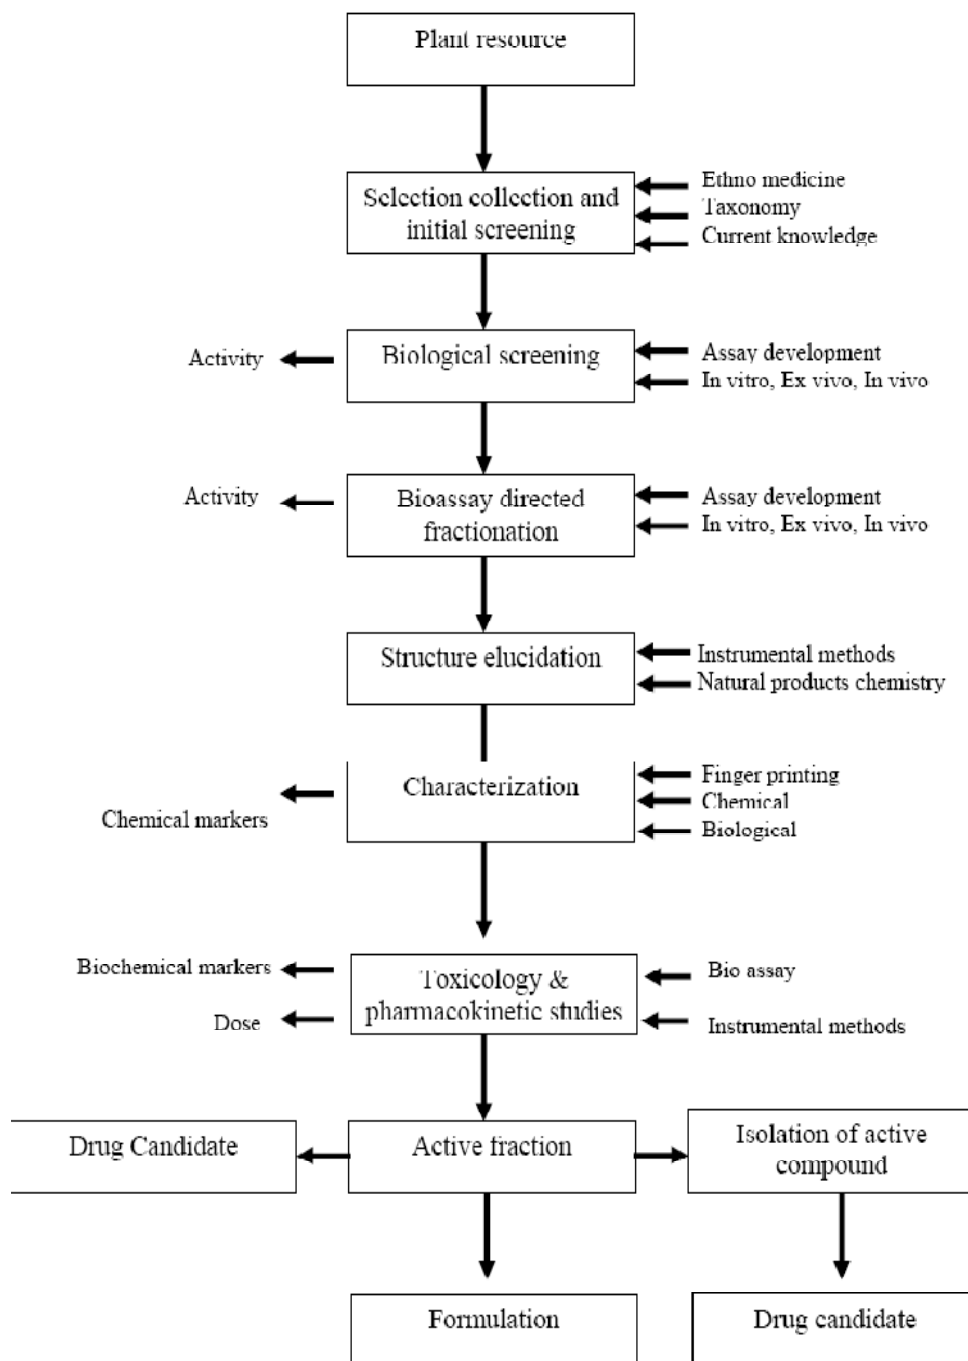 Plant resource
Selection collection and
initial screening
Ethno medicine
Taxonomy
Current knowledge
Activity
Biological screening
Assay development
In vitro, Ex vivo, In vivo
Activity
Bioassay directed
fractionation
Assay development
In vitro, Ex vivo, In vivo
Structure elucidation
Instrumental methods
Natural products chemistry
Chemical markers
Characterization
Finger printing
Chemical
Biological
Biochemical markers
Dose
Toxicology &
pharmacokinetic studies
Bio assay
Instrumental methods
Drug Candidate
Active fraction
Isolation of active
compound
Formulation
Drug candidate